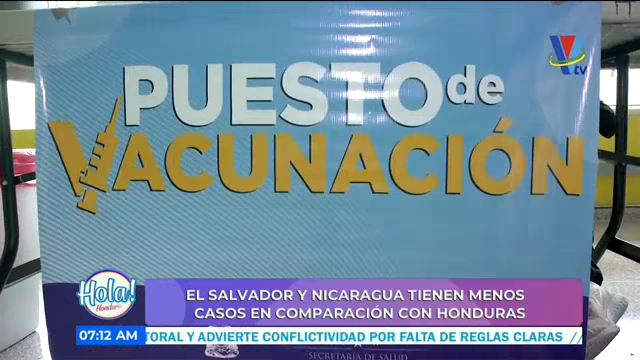 VTV
PUESTO de
VACUNACIÓN
Hola!
Honduras
EL SALVADOR Y NICARAGUA TIENEN MENOS
CASOS EN COMPARACIÓN CON HONDURAS
SECRETARÍA DE SALUD
07:12 AM
TORAL Y ADVIERTE CONFLICTIVIDAD POR FALTA DE REGLAS CLARAS